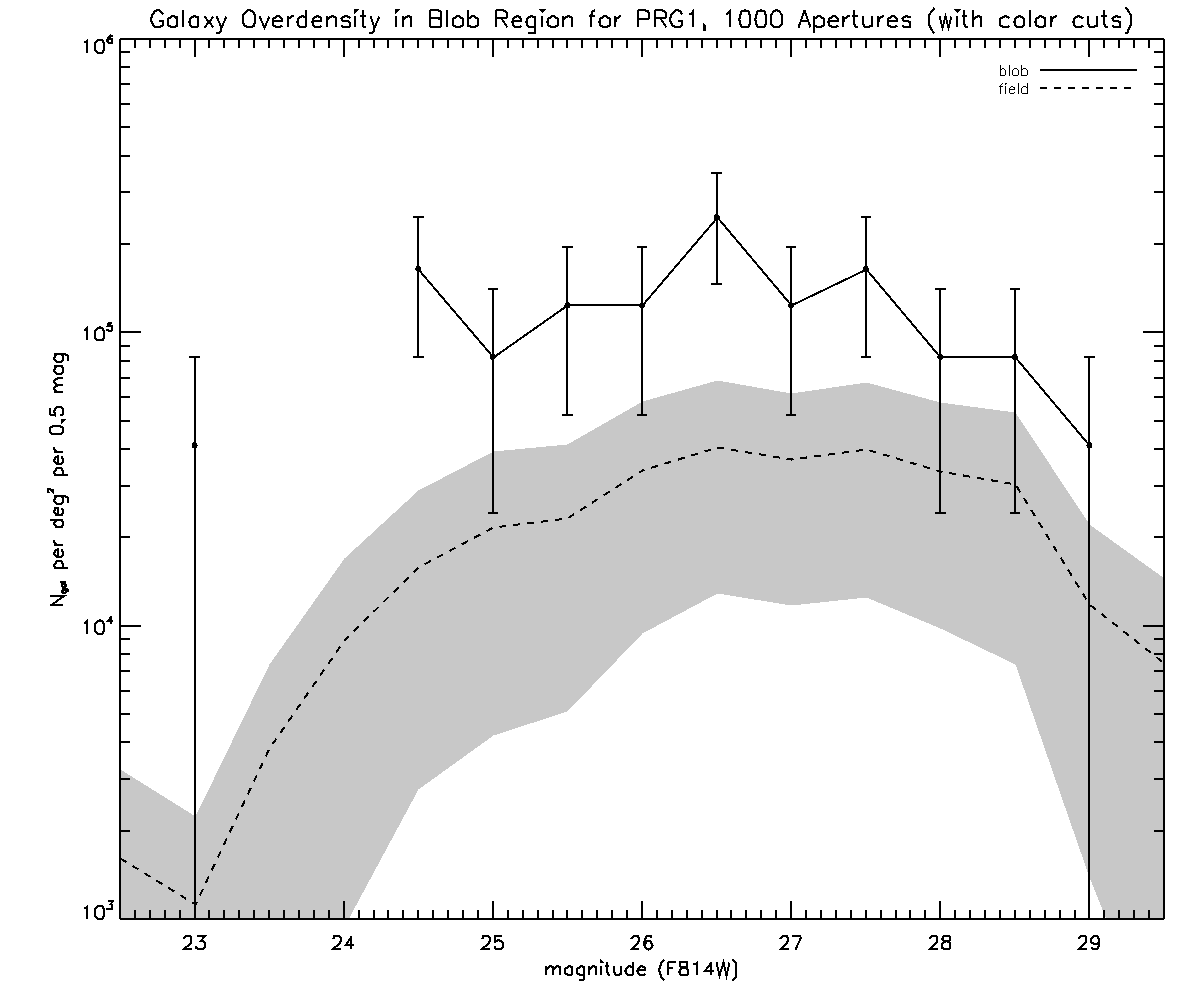 Galaxy Overdensity in Blob Region for PRG1, 1000 Apertures (with color cuts)
blob
field
10⁶
10⁵
10⁴
10³
N_gal per deg² per 0.5 mag
23 24 25 26 27 28 29
magnitude (F814W)